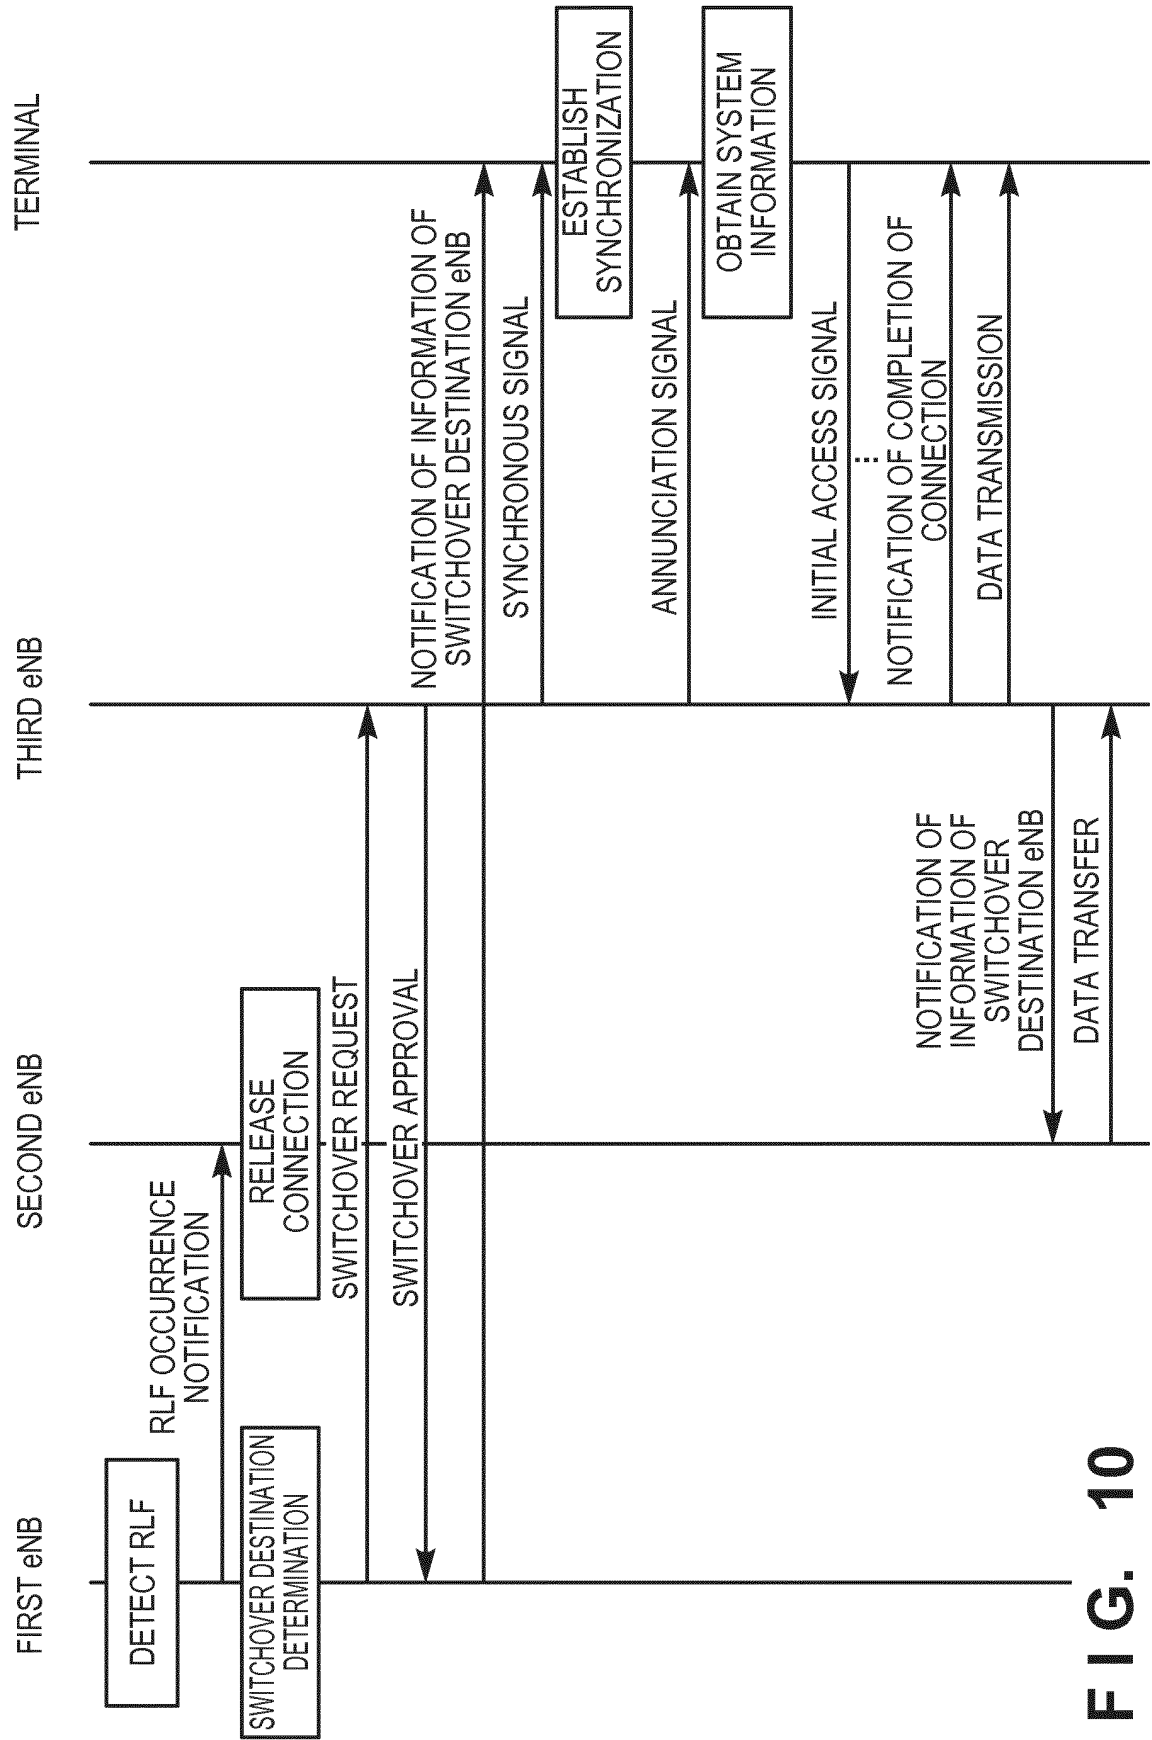 FIRST eNB
SECOND eNB
THIRD eNB
TERMINAL
DETECT RLF
RLF OCCURRENCE
NOTIFICATION
SWITCHOVER DESTINATION
DETERMINATION
RELEASE
CONNECTION
SWITCHOVER REQUEST
SWITCHOVER APPROVAL
NOTIFICATION OF INFORMATION OF
SWITCHOVER DESTINATION eNB
SYNCHRONOUS SIGNAL
ESTABLISH
SYNCHRONIZATION
ANNUNCIATION SIGNAL
OBTAIN SYSTEM
INFORMATION
INITIAL ACCESS SIGNAL
⋮
NOTIFICATION OF COMPLETION OF
CONNECTION
DATA TRANSMISSION
NOTIFICATION OF
INFORMATION OF
SWITCHOVER
DESTINATION eNB
DATA TRANSFER
FIG. 10